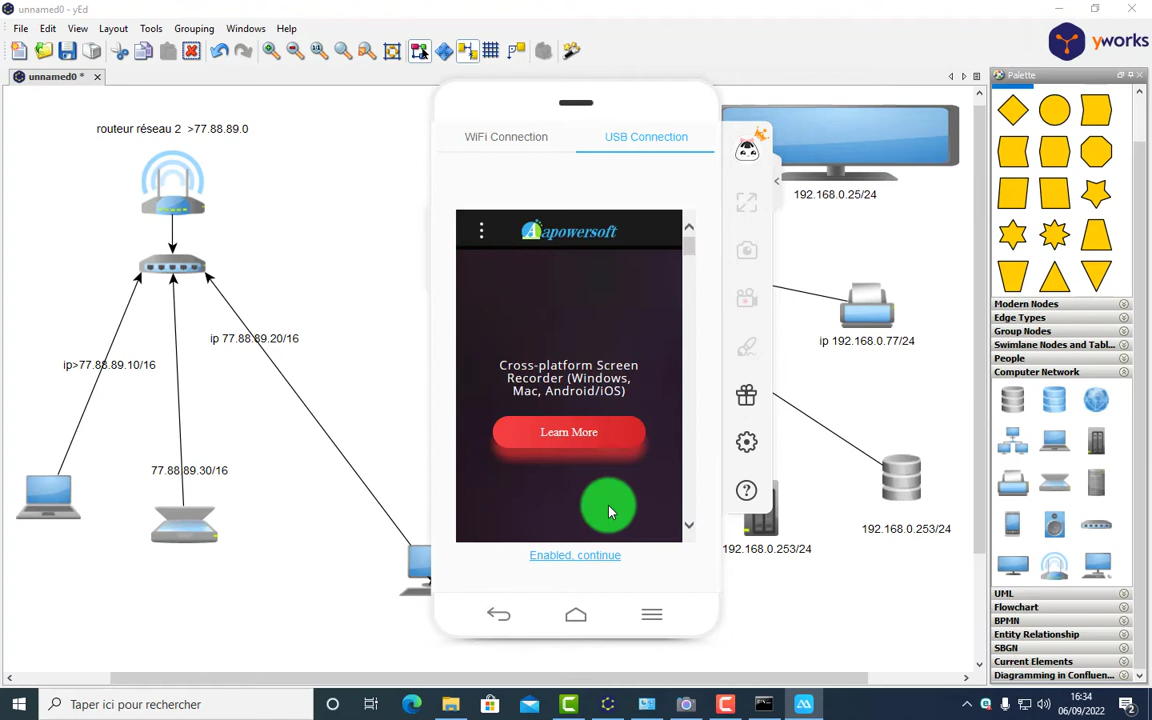 unnamed0 - yEd
File Edit View Layout Tools Grouping Windows Help
yworks
unnamed0 *
Palette
routeur réseau 2 >77.88.89.0
WiFi Connection
USB Connection
192.168.0.25/24
apowersoft
ip 77.88.89.20/16
ip 192.168.0.77/24
ip>77.88.89.10/16
Cross-platform Screen
Recorder (Windows,
Mac, Android/iOS)
Learn More
77.88.89.30/16
192.168.0.253/24
192.168.0.253/24
Enabled, continue
Modern Nodes
Edge Types
Group Nodes
Swimlane Nodes and Tabl...
People
Computer Network
UML
Flowchart
BPMN
Entity Relationship
SBGN
Current Elements
Diagramming in Confluen...
Taper ici pour rechercher
16:34
06/09/2022
2